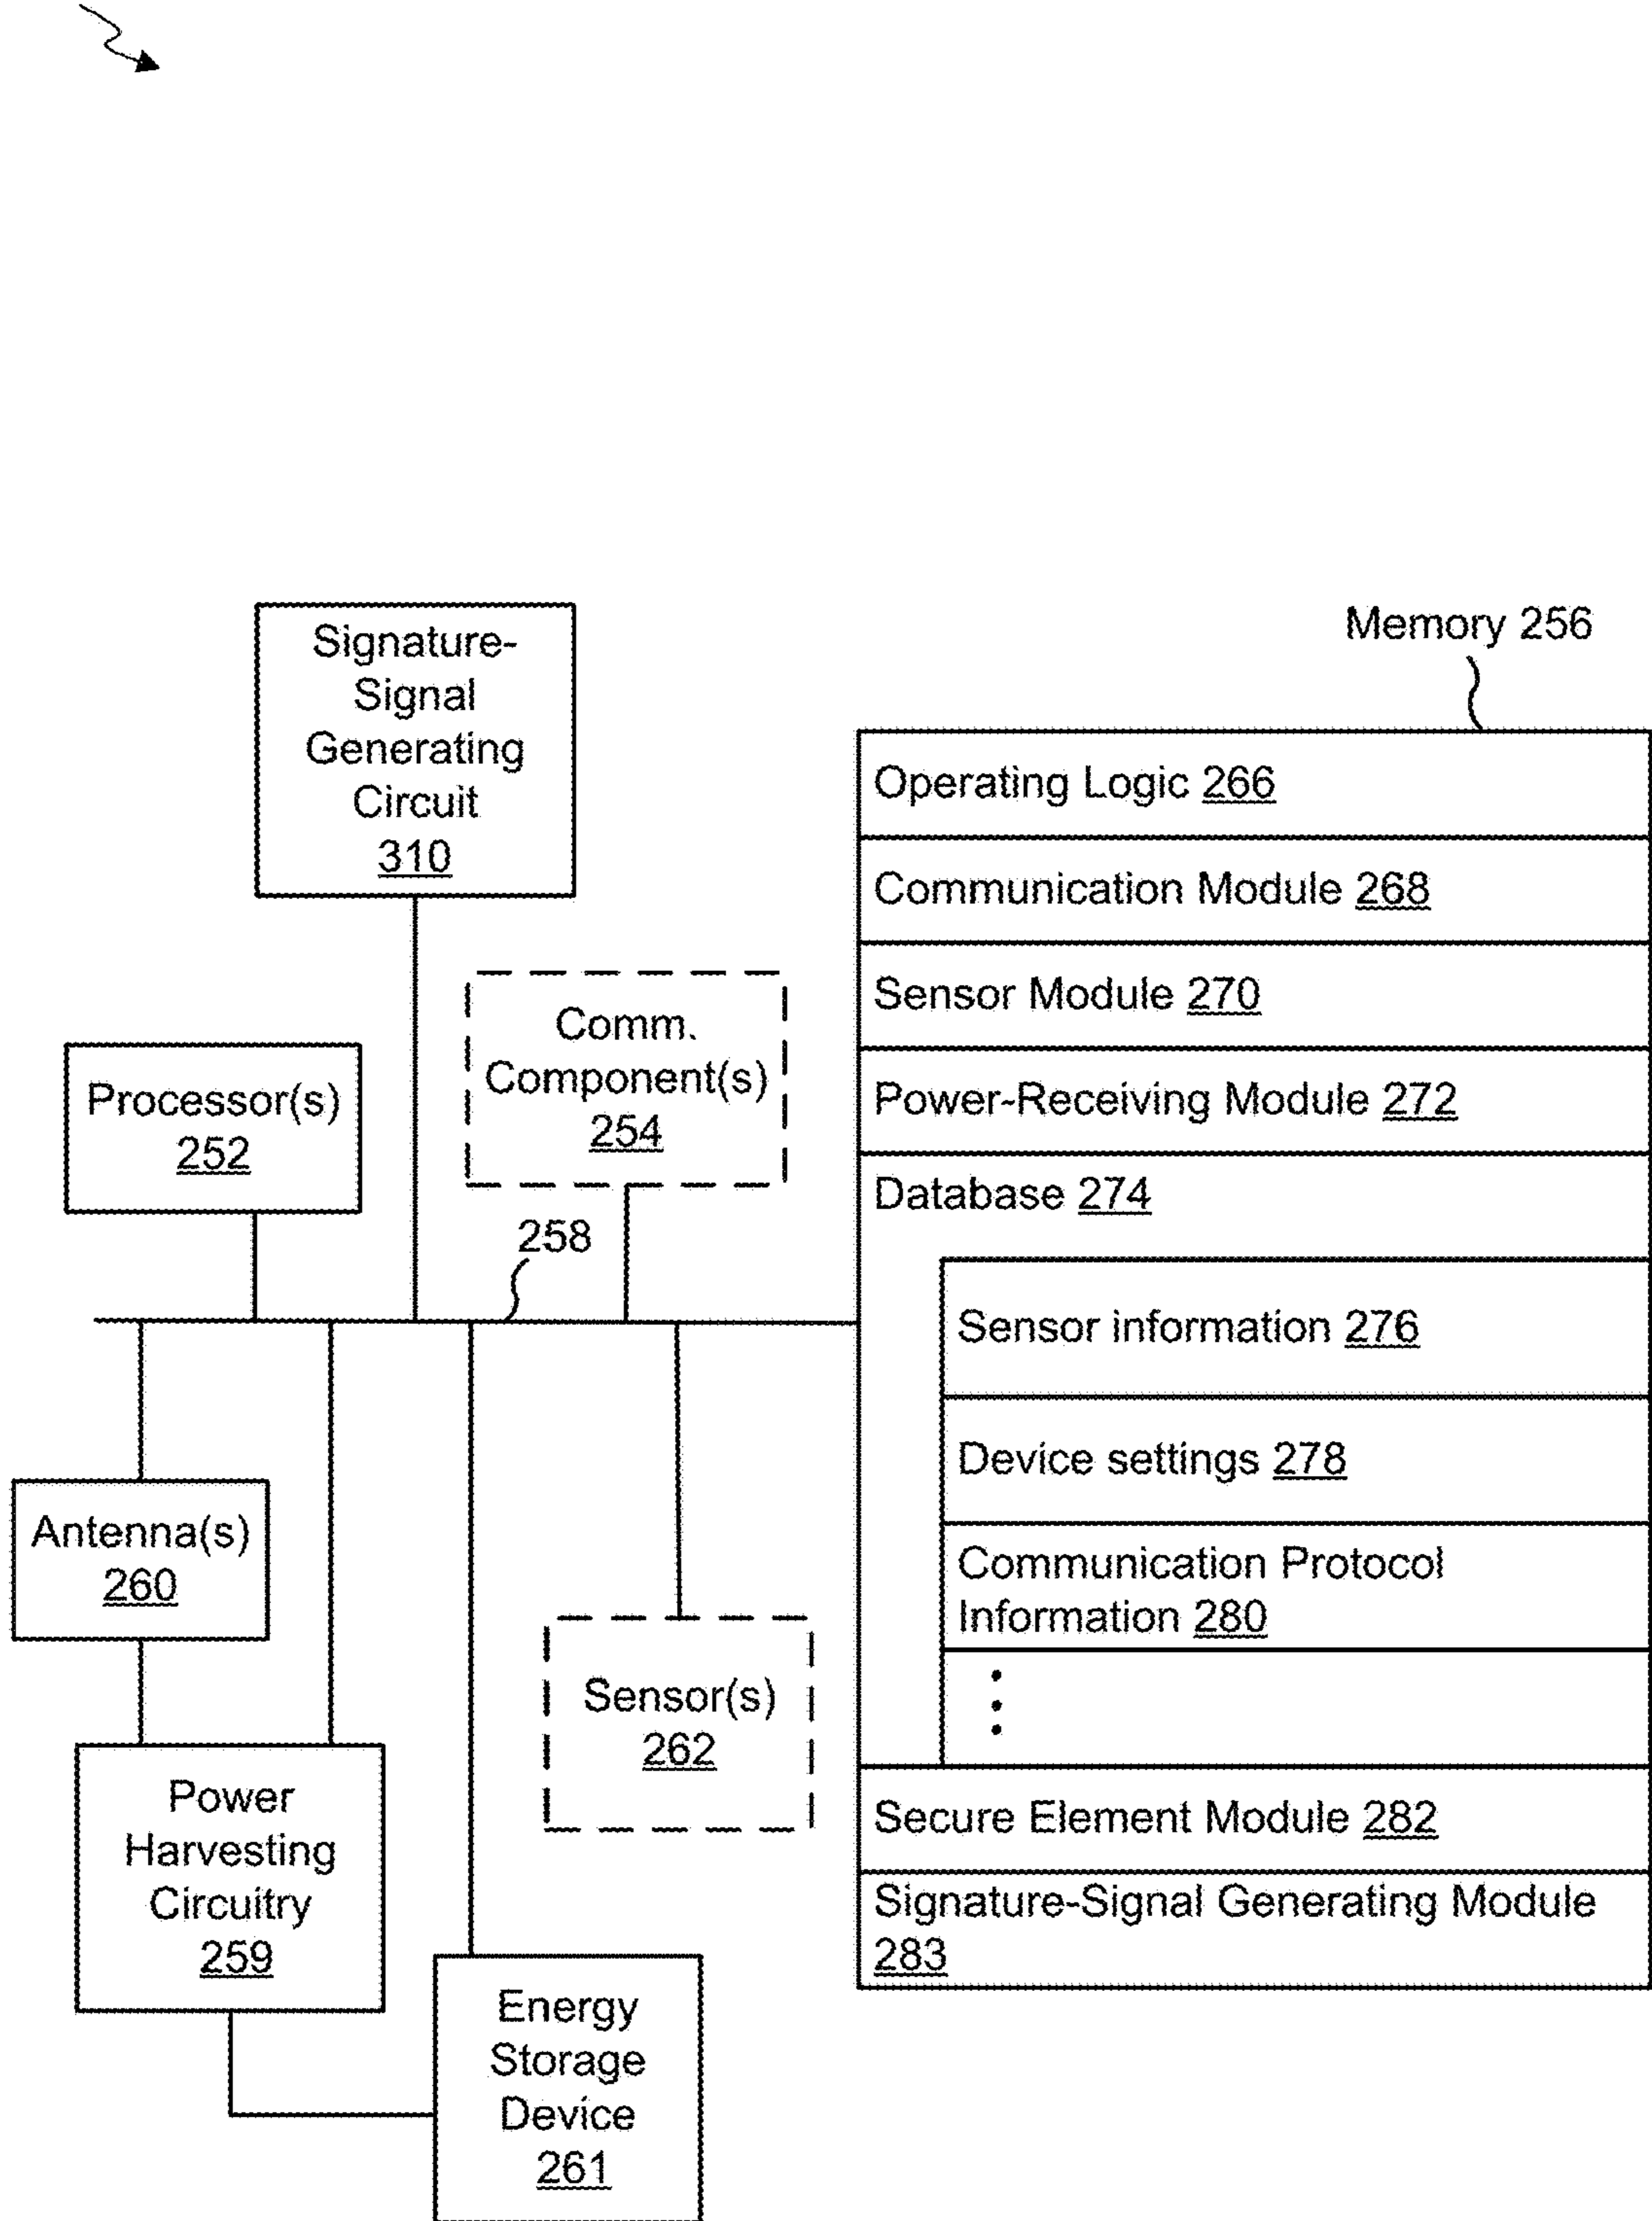 Signature-
Signal
Generating
Circuit
310
Memory 256
Operating Logic 266
Communication Module 268
Sensor Module 270
Power-Receiving Module 272
Database 274
Sensor information 276
Device settings 278
Communication Protocol
Information 280
Secure Element Module 282
Signature-Signal Generating Module
283
Comm.
Component(s)
254
Processor(s)
252
258
Antenna(s)
260
Sensor(s)
262
Power
Harvesting
Circuitry
259
Energy
Storage
Device
261